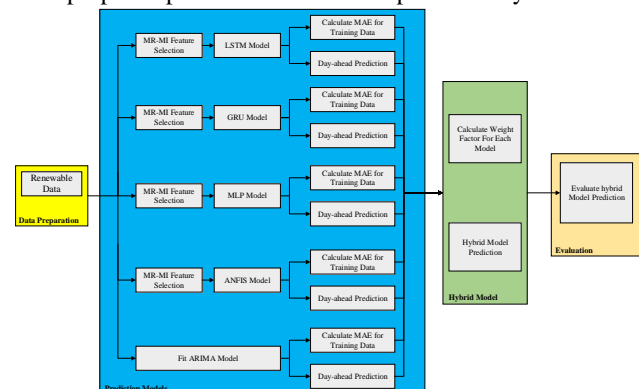 Renewable
Data
Data Preparation
MR-MI Feature
Selection
LSTM Model
Calculate MAE for
Training Data
Day-ahead Prediction
MR-MI Feature
Selection
GRU Model
Calculate MAE for
Training Data
Day-ahead Prediction
MR-MI Feature
Selection
MLP Model
Calculate MAE for
Training Data
Day-ahead Prediction
MR-MI Feature
Selection
ANFIS Model
Calculate MAE for
Training Data
Day-ahead Prediction
Fit ARIMA Model
Calculate MAE for
Training Data
Day-ahead Prediction
Prediction Models
Calculate Weight
Factor For Each
Model
Hybrid Model
Prediction
Hybrid Model
Evaluate hybrid
Model Prediction
Evaluation